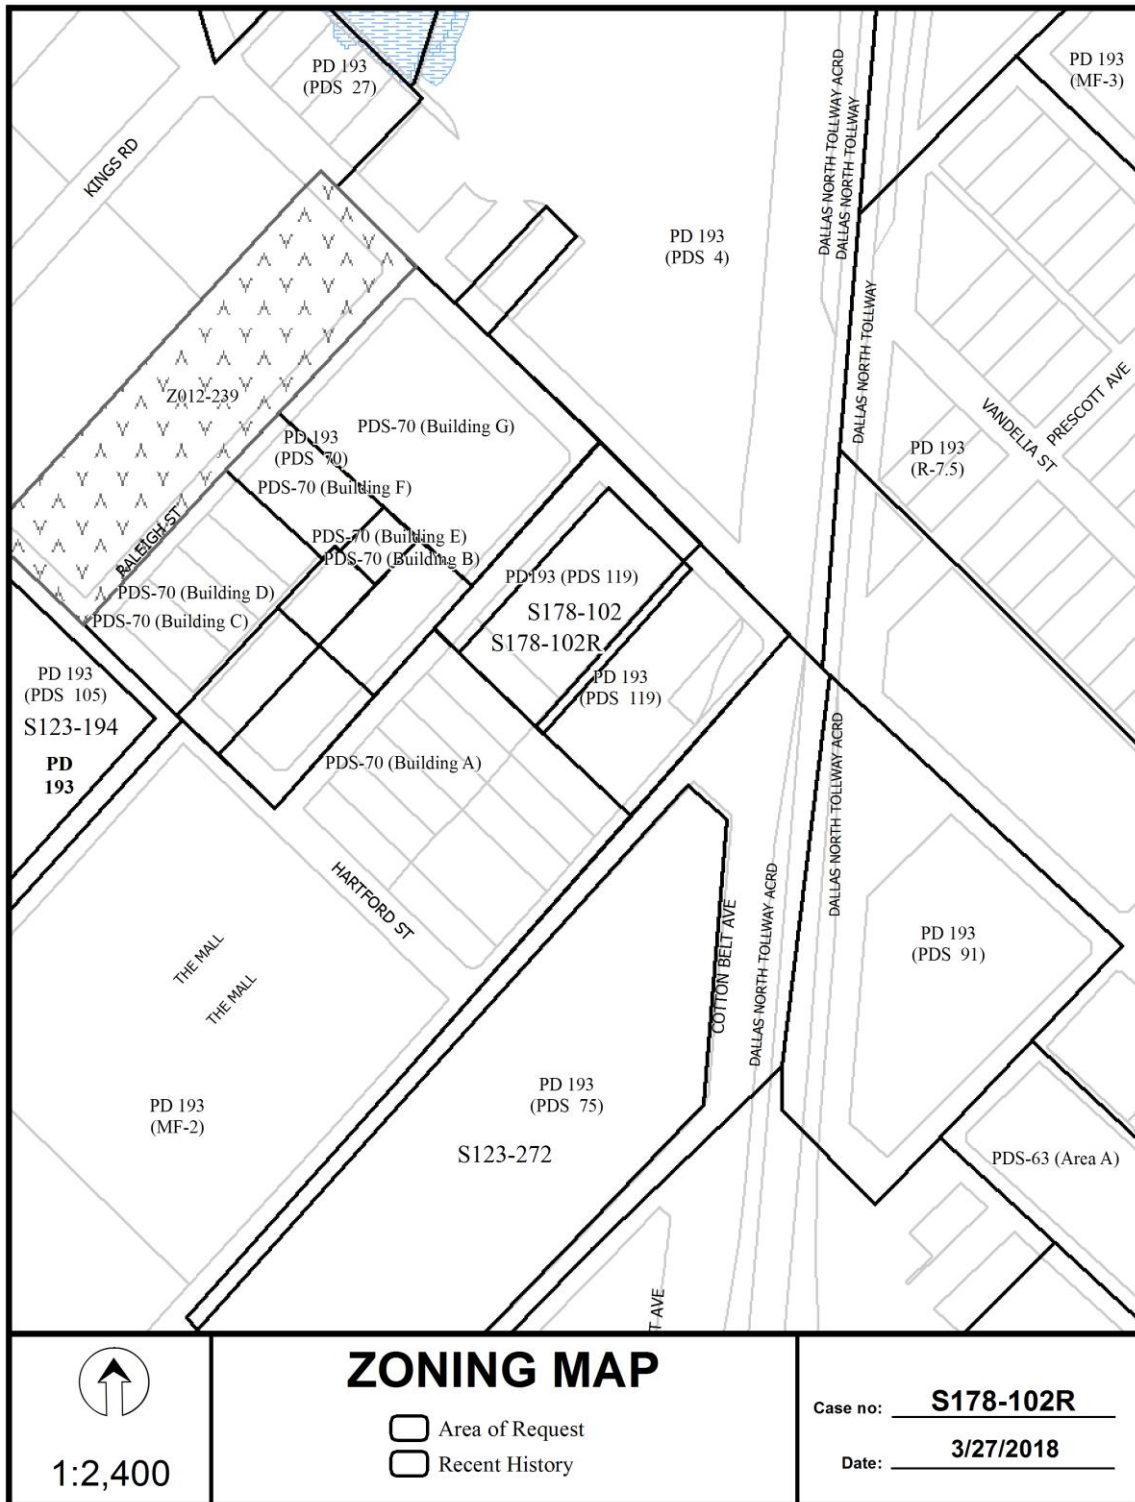 PD 193
(PDS 27)
PD 193
(MF-3)
KINGS RD
DALLAS NORTH TOLLWAY ACRD
DALLAS NORTH TOLLWAY
PD 193
(PDS 4)
DALLAS NORTH TOLLWAY
Z012-239
PDS-70 (Building G)
PD 193
(PDS 70)
PDS-70 (Building F)
VANDELIA ST
PRESCOTT AVE
PD 193
(R-7.5)
RALEIGH ST
PDS-70 (Building E)
PDS-70 (Building B)
PDS-70 (Building D)
PDS-70 (Building C)
PD193 (PDS 119)
S178-102
S178-102R
PD 193
(PDS 119)
PD 193
(PDS 105)
S123-194
PD
193
PDS-70 (Building A)
DALLAS NORTH TOLLWAY ACRD
HARTFORD ST
COTTON BELT AVE
DALLAS NORTH TOLLWAY ACRD
THE MALL
THE MALL
PD 193
(PDS 91)
PD 193
(MF-2)
PD 193
(PDS 75)
S123-272
PDS-63 (Area A)
T AVE
1:2,400
ZONING MAP
Area of Request
Recent History
Case no: S178-102R
Date: 3/27/2018